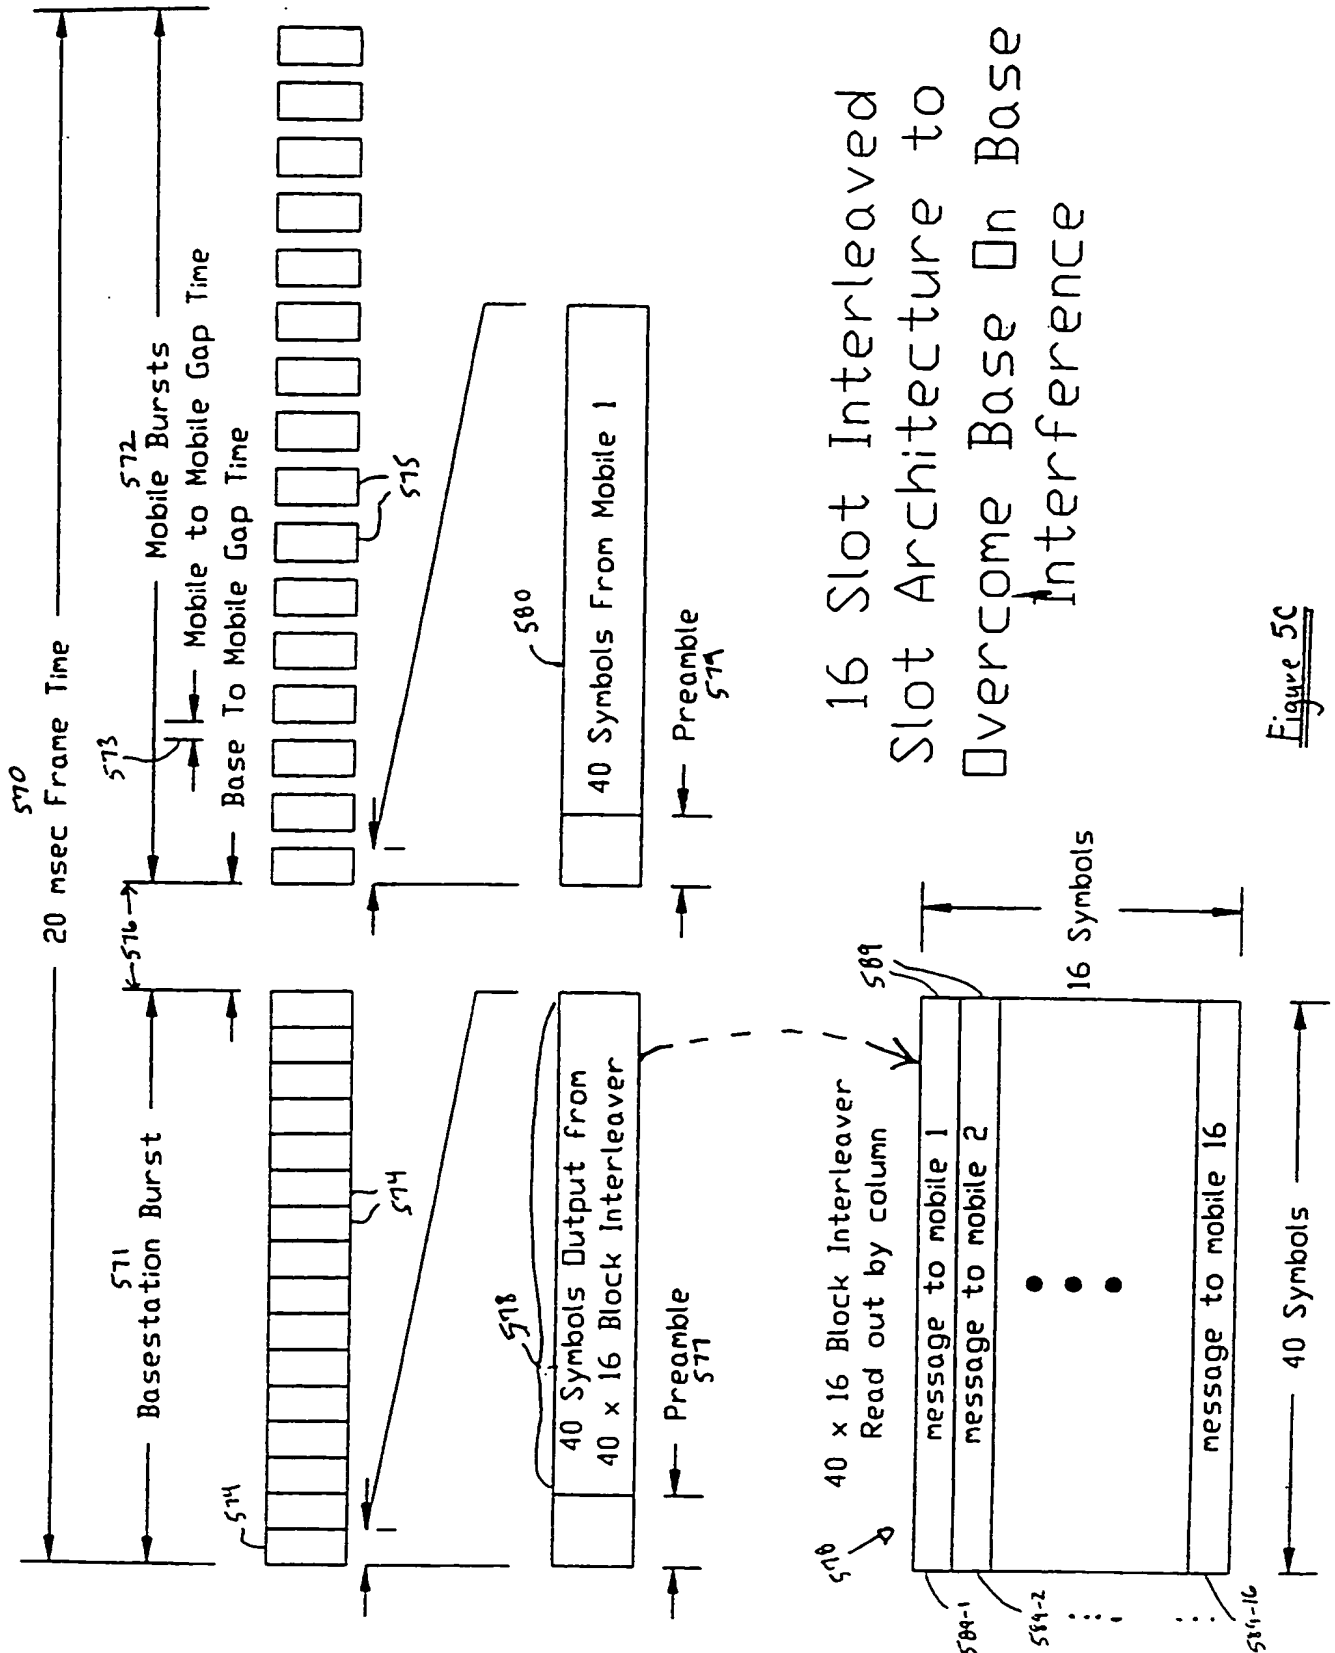 570
20 msec Frame Time
571
Basestation Burst
576
572
Mobile Bursts
573
Mobile to Mobile Gap Time
Base To Mobile Gap Time
574
574
575
578
40 Symbols Output from
40 x 16 Block Interleaver
Preamble
577
580
40 Symbols From Mobile 1
Preamble
579
578
40 x 16 Block Interleaver
Read out by column
589
589-1
message to mobile 1
589-2
message to mobile 2
589-16
message to mobile 16
16 Symbols
40 Symbols
16 Slot Interleaved
Slot Architecture to
Overcome Base On Base
Interference
Figure 5C